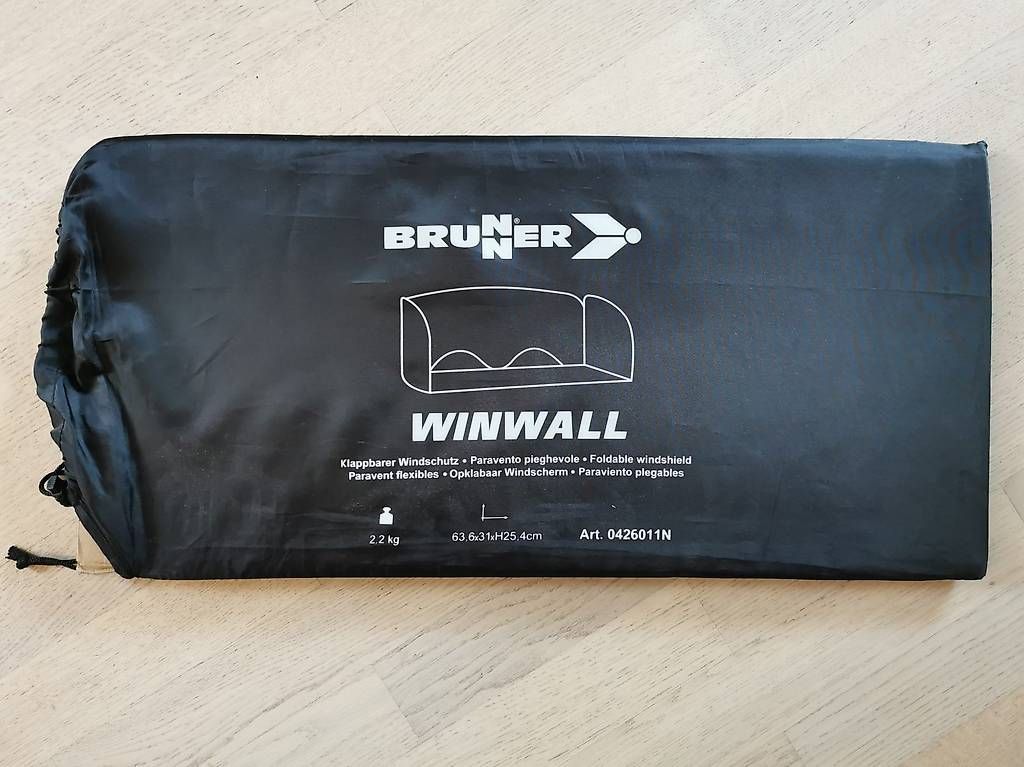 BRUNNER®
WINWALL
Klappbarer Windschutz • Paravento pieghevole • Foldable windshield
Paravent flexibles • Opklabaar Windscherm • Paraviento plegables
2,2 kg 63,6x31xH25,4cm Art. 0426011N